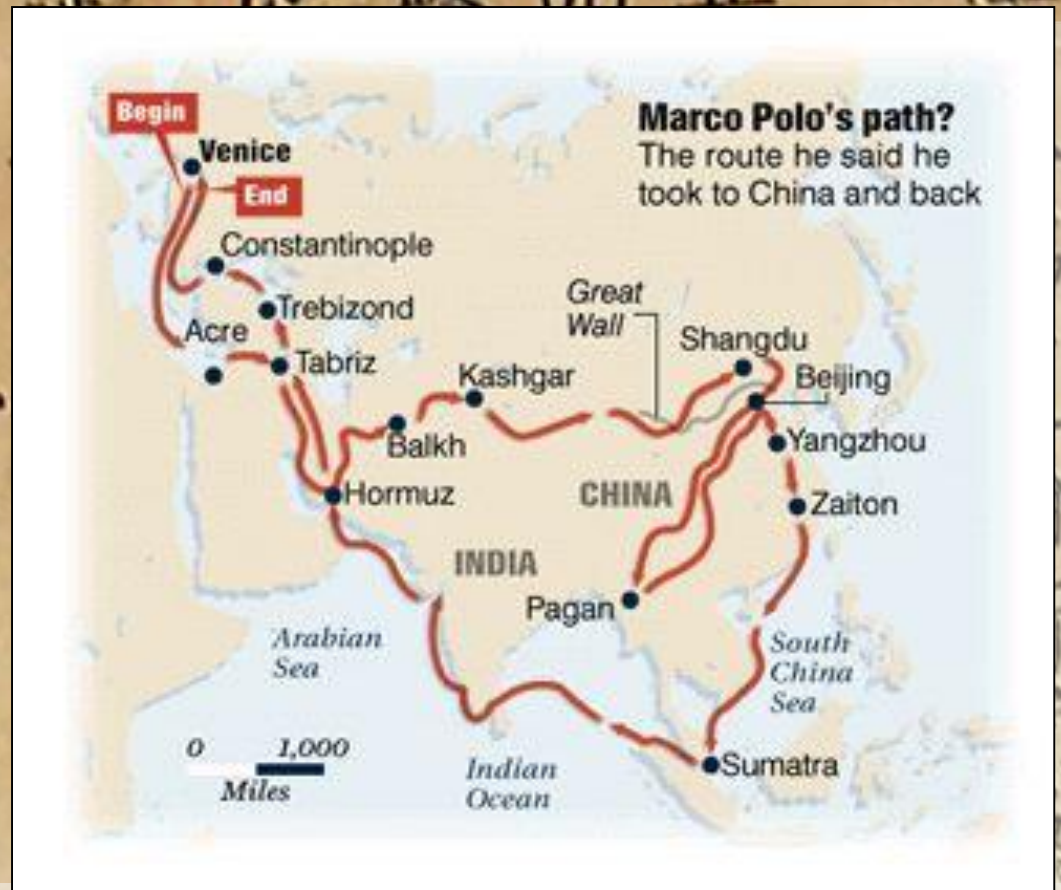 Begin
Venice
End
Marco Polo's path?
The route he said he
took to China and back
Constantinople
Trebizond
Acre
Tabriz
Great
Wall
Shangdu
Kashgar
Beijing
Balkh
Yangzhou
Hormuz
CHINA
Zaiton
INDIA
Pagan
Arabian
Sea
South
China
Sea
0 1,000
Miles
Indian
Ocean
Sumatra